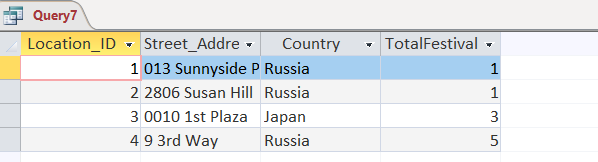 Query7
Location_ID Street_Addre Country TotalFestival
1 013 Sunnyside P Russia 1
2 2806 Susan Hill Russia 1
3 0010 1st Plaza Japan 3
4 9 3rd Way Russia 5